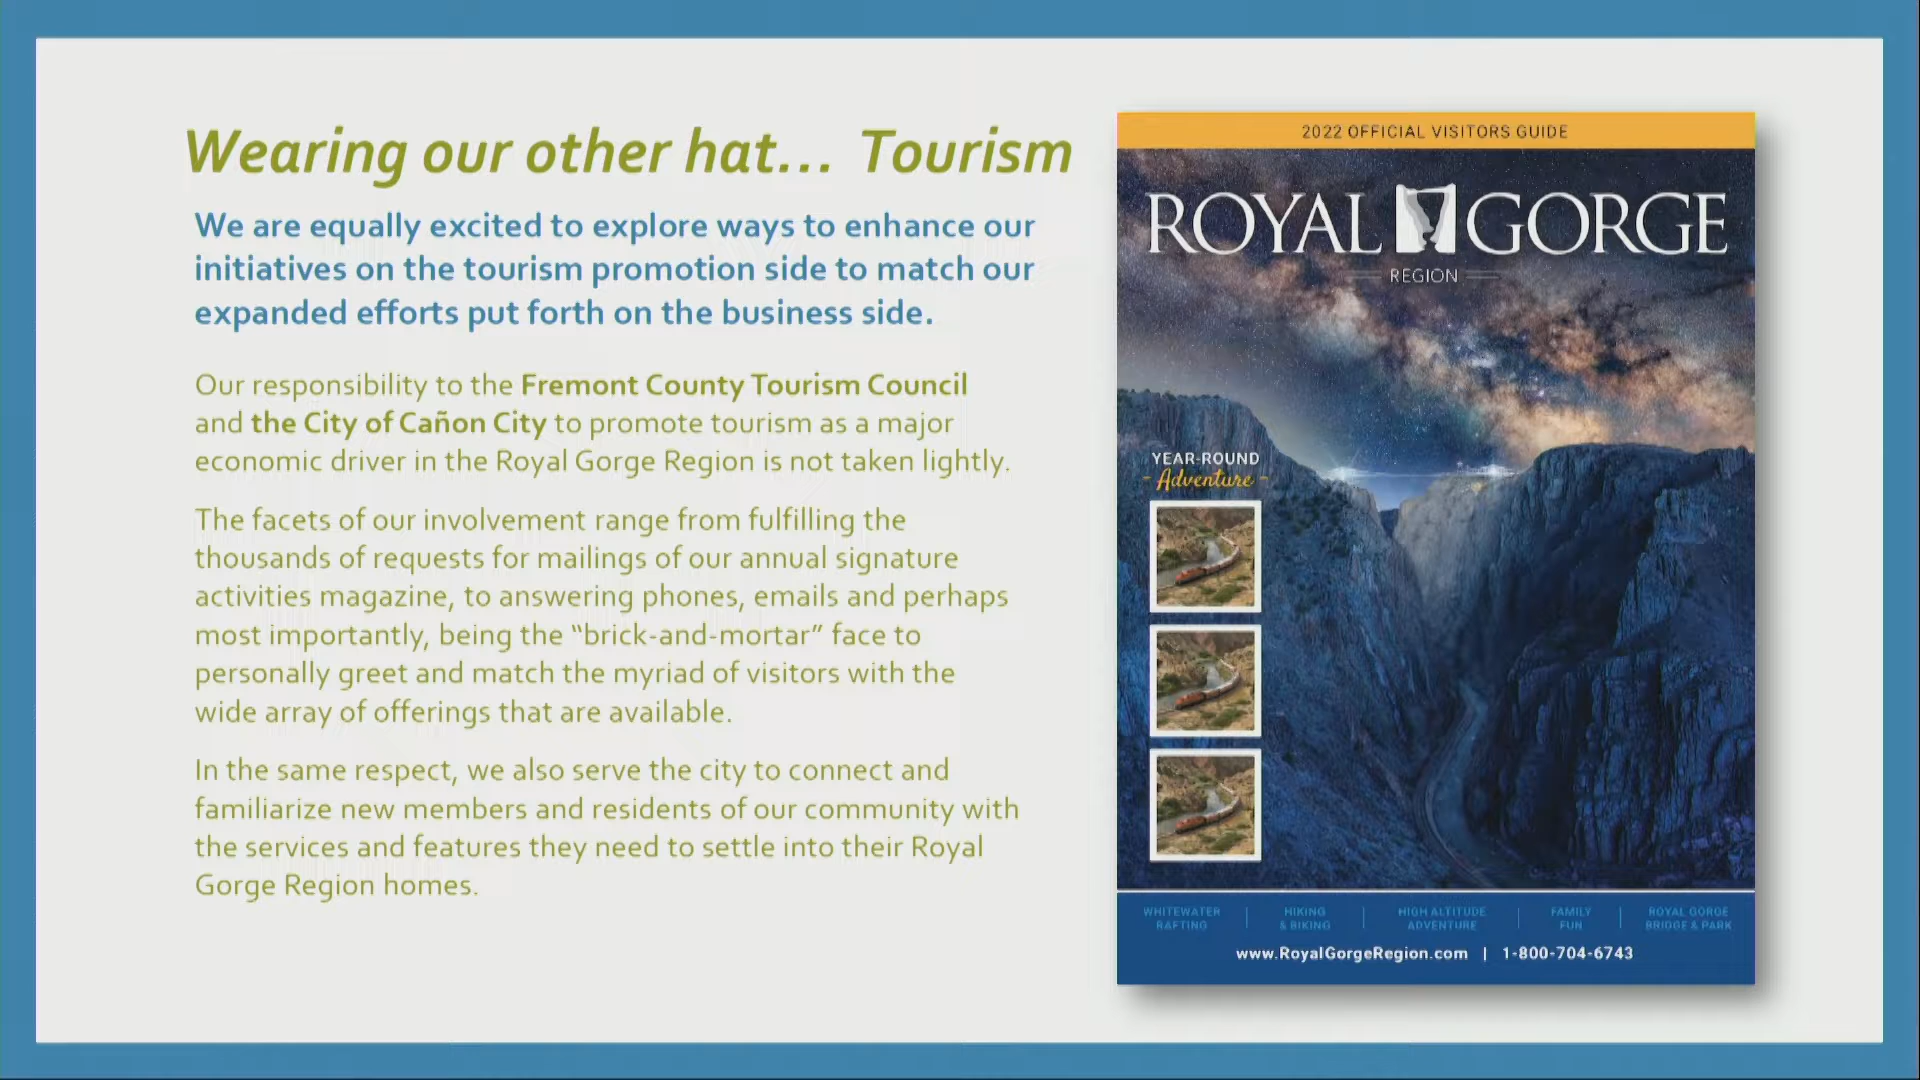 Wearing our other hat... Tourism
We are equally excited to explore ways to enhance our
initiatives on the tourism promotion side to match our
expanded efforts put forth on the business side.
Our responsibility to the Fremont County Tourism Council
and the City of Cañon City to promote tourism as a major
economic driver in the Royal Gorge Region is not taken lightly.
The facets of our involvement range from fulfilling the
thousands of requests for mailings of our annual signature
activities magazine, to answering phones, emails and perhaps
most importantly, being the “brick-and-mortar” face to
personally greet and match the myriad of visitors with the
wide array of offerings that are available.
In the same respect, we also serve the city to connect and
familiarize new members and residents of our community with
the services and features they need to settle into their Royal
Gorge Region homes.
2022 OFFICIAL VISITORS GUIDE
ROYAL GORGE
REGION
YEAR-ROUND
- Adventure -
WHITEWATER
RAFTING
HIKING
& BIKING
HIGH ALTITUDE
ADVENTURE
FAMILY
FUN
ROYAL GORGE
BRIDGE & PARK
www.RoyalGorgeRegion.com | 1-800-704-6743